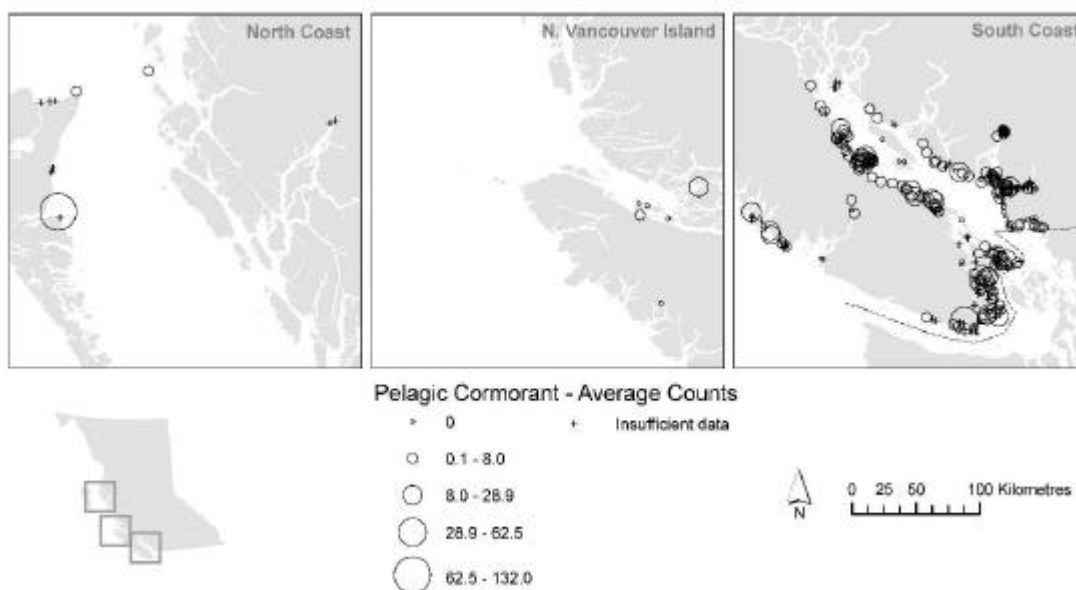 North Coast
N. Vancouver Island
South Coast
Pelagic Cormorant - Average Counts
0
Insufficient data
0.1 - 8.0
8.0 - 28.9
28.9 - 62.5
62.5 - 132.0
N
0 25 50 100 Kilometres